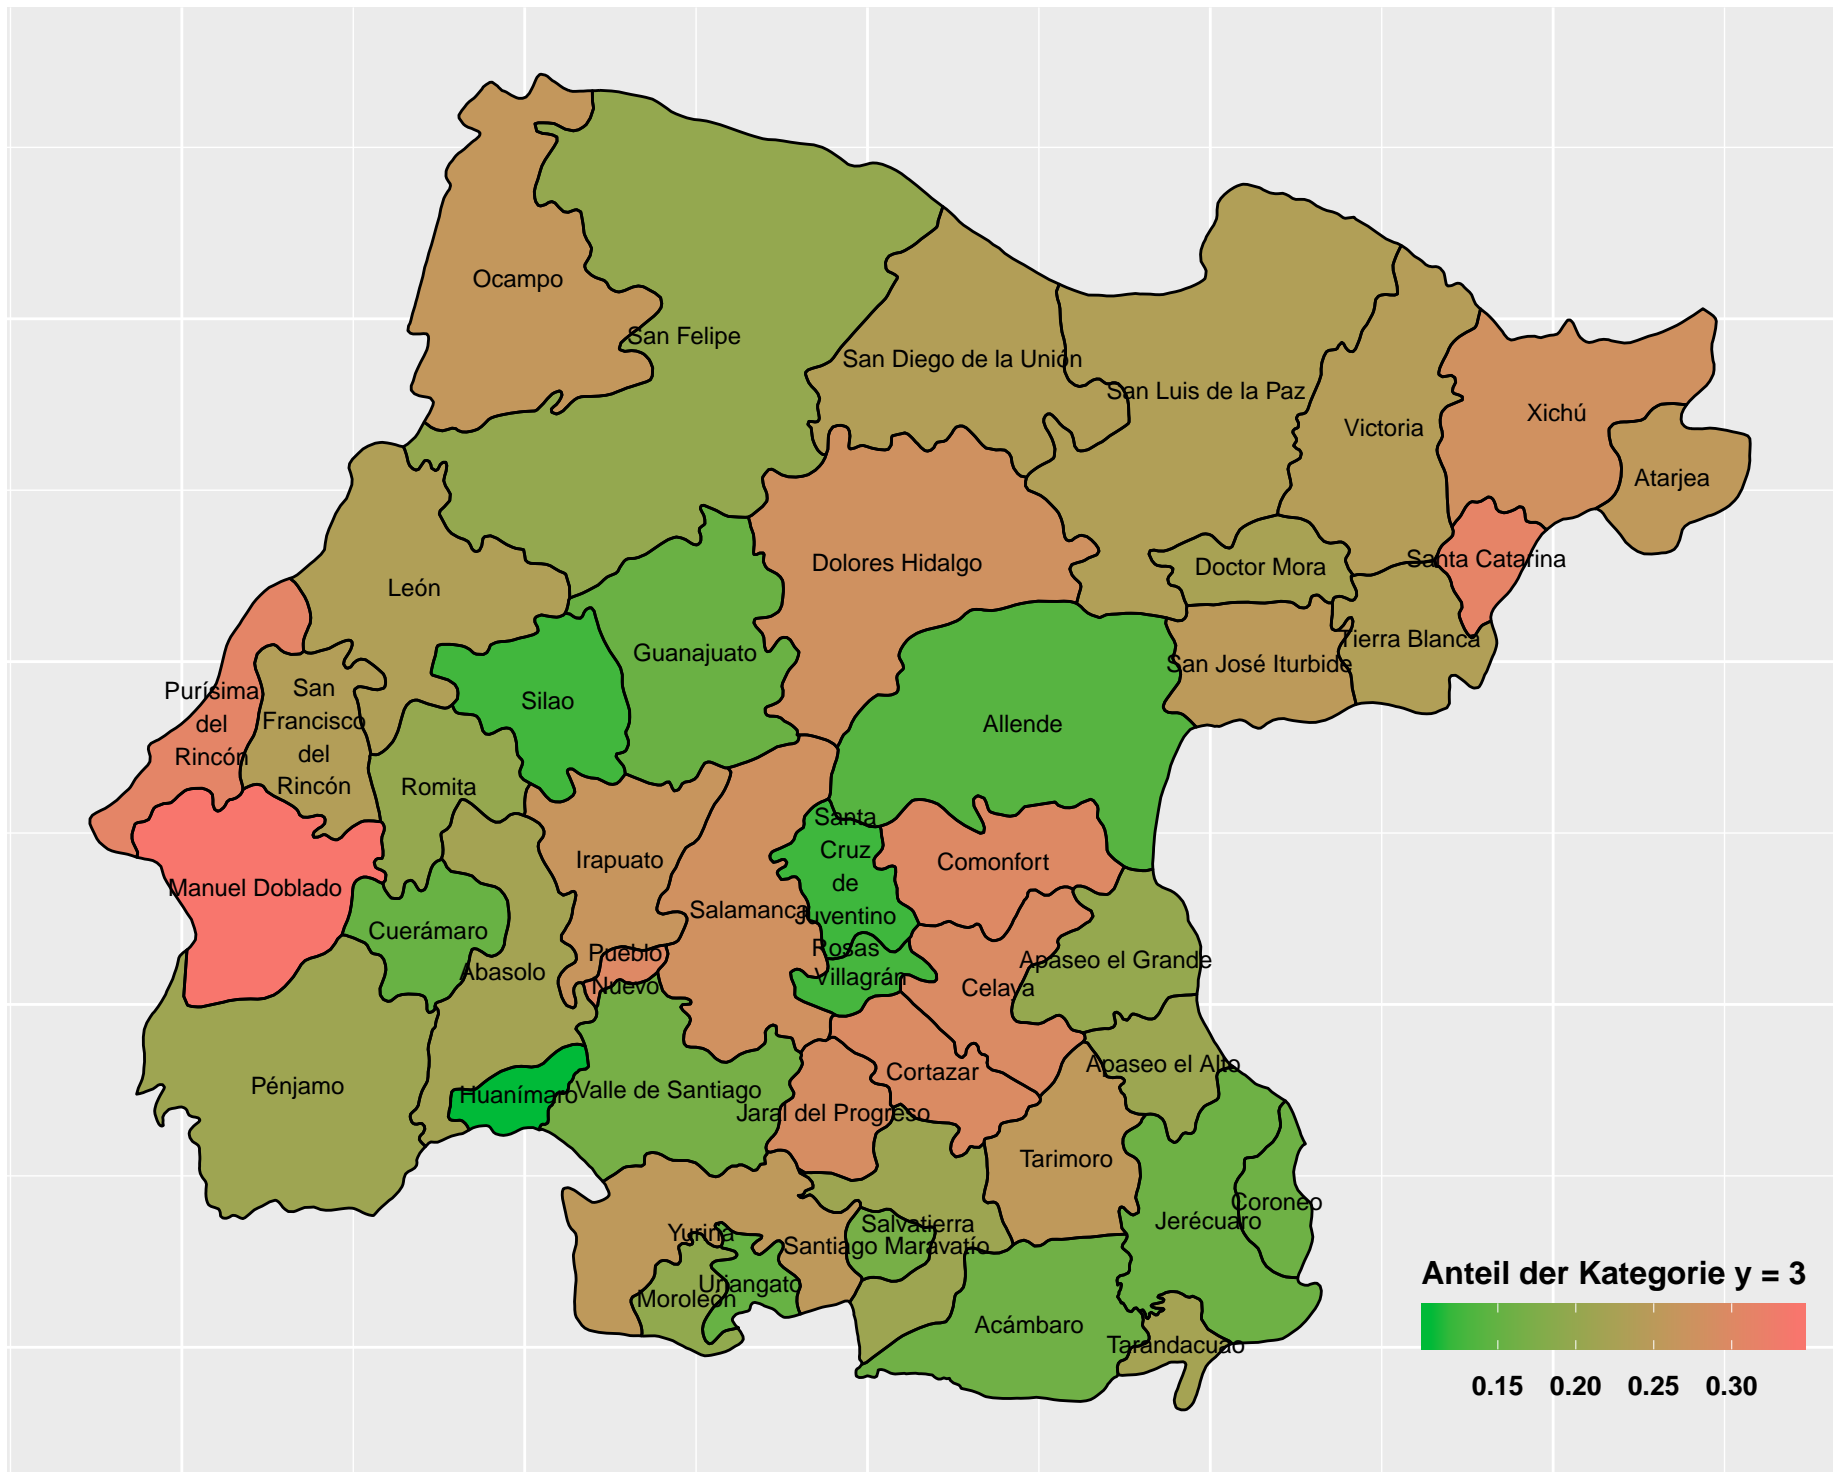 Ocampo
San Felipe
San Diego de la Unión
San Luis de la Paz
Victoria
Xichú
Atarjea
León
Dolores Hidalgo
Doctor Mora
Santa Catarina
Guanajuato
San José Iturbide
Tierra Blanca
Purísima
del
Rincón
San
Francisco
del
Rincón
Silao
Allende
Romita
Santa
Cruz
de
Juventino
Rosas
Irapuato
Comonfort
Manuel Doblado
Salamanca
Cuerámaro
Abasolo
Pueblo
Nuevo
Villagrán
Celaya
Apaseo el Grande
Pénjamo
Huanímaro
Valle de Santiago
Cortazar
Apaseo el Alto
Jaral del Progreso
Tarimoro
Coroneo
Jerécuaro
Yuriria
Salvatierra
Santiago Maravatío
Uriangato
Moroleón
Acámbaro
Tarandacuao
Anteil der Kategorie y = 3
0.15 0.20 0.25 0.30